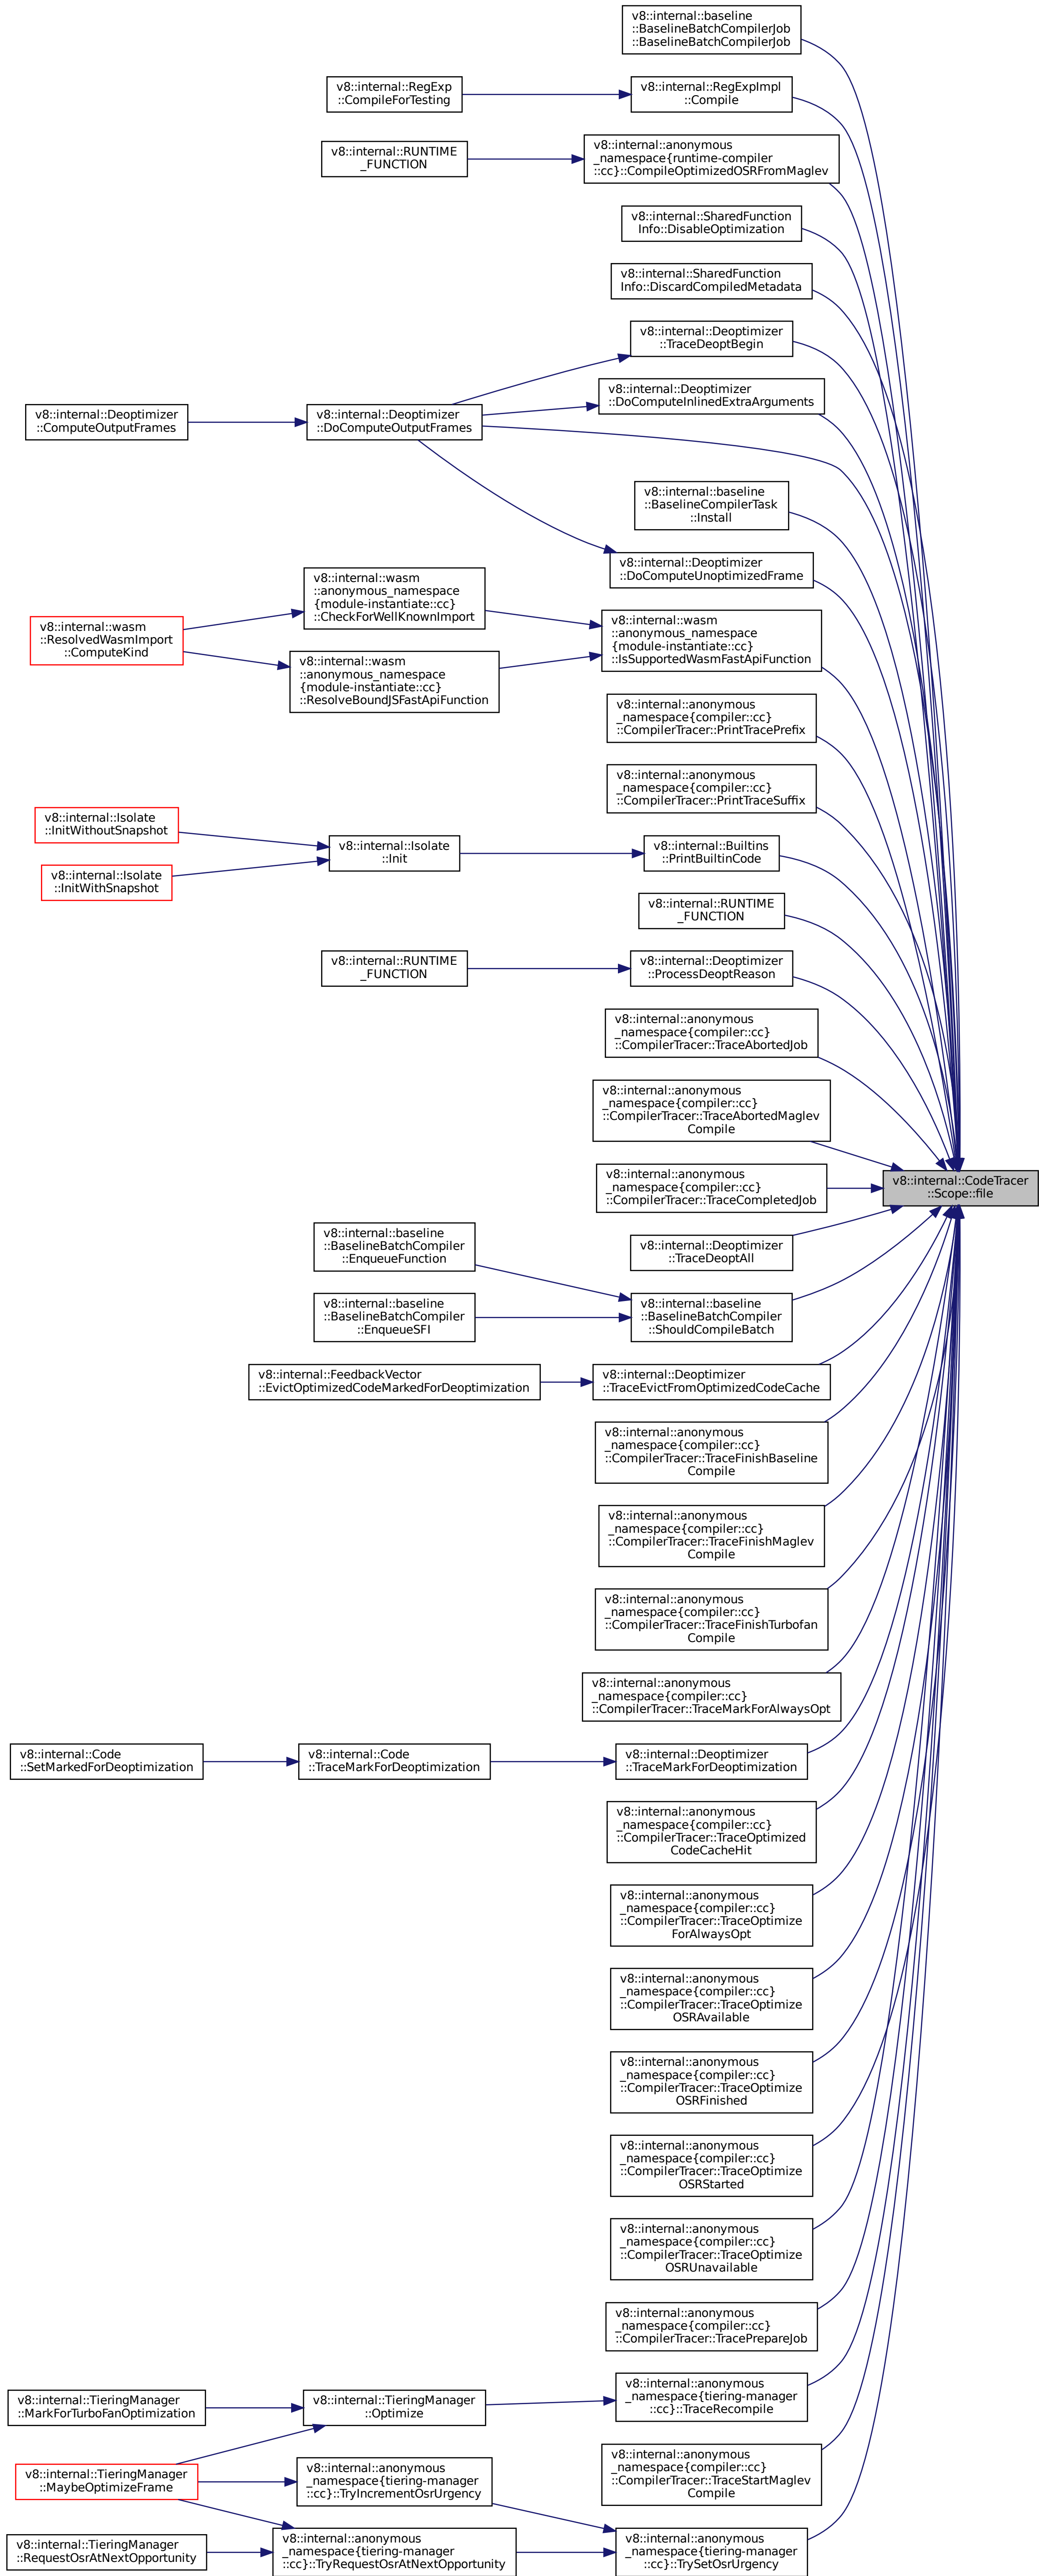 v8::internal::baseline
::BaselineBatchCompilerJob
::BaselineBatchCompilerJob
v8::internal::RegExp
::CompileForTesting
v8::internal::RegExpImpl
::Compile
v8::internal::RUNTIME
_FUNCTION
v8::internal::anonymous
_namespace{runtime-compiler
::cc}::CompileOptimizedOSRFromMaglev
v8::internal::SharedFunction
Info::DisableOptimization
v8::internal::SharedFunction
Info::DiscardCompiledMetadata
v8::internal::Deoptimizer
::TraceDeoptBegin
v8::internal::Deoptimizer
::DoComputeInlinedExtraArguments
v8::internal::Deoptimizer
::ComputeOutputFrames
v8::internal::Deoptimizer
::DoComputeOutputFrames
v8::internal::baseline
::BaselineCompilerTask
::Install
v8::internal::Deoptimizer
::DoComputeUnoptimizedFrame
v8::internal::wasm
::anonymous_namespace
{module-instantiate::cc}
::CheckForWellKnownImport
v8::internal::wasm
::ResolvedWasmImport
::ComputeKind
v8::internal::wasm
::anonymous_namespace
{module-instantiate::cc}
::IsSupportedWasmFastApiFunction
v8::internal::wasm
::anonymous_namespace
{module-instantiate::cc}
::ResolveBoundJSFastApiFunction
v8::internal::anonymous
_namespace{compiler::cc}
::CompilerTracer::PrintTracePrefix
v8::internal::anonymous
_namespace{compiler::cc}
::CompilerTracer::PrintTraceSuffix
v8::internal::Isolate
::InitWithoutSnapshot
v8::internal::Isolate
::Init
v8::internal::Builtins
::PrintBuiltinCode
v8::internal::Isolate
::InitWithSnapshot
v8::internal::RUNTIME
_FUNCTION
v8::internal::RUNTIME
_FUNCTION
v8::internal::Deoptimizer
::ProcessDeoptReason
v8::internal::anonymous
_namespace{compiler::cc}
::CompilerTracer::TraceAbortedJob
v8::internal::anonymous
_namespace{compiler::cc}
::CompilerTracer::TraceAbortedMaglev
Compile
v8::internal::anonymous
_namespace{compiler::cc}
::CompilerTracer::TraceCompletedJob
v8::internal::CodeTracer
::Scope::file
v8::internal::Deoptimizer
::TraceDeoptAll
v8::internal::baseline
::BaselineBatchCompiler
::EnqueueFunction
v8::internal::baseline
::BaselineBatchCompiler
::EnqueueSFI
v8::internal::baseline
::BaselineBatchCompiler
::ShouldCompileBatch
v8::internal::FeedbackVector
::EvictOptimizedCodeMarkedForDeoptimization
v8::internal::Deoptimizer
::TraceEvictFromOptimizedCodeCache
v8::internal::anonymous
_namespace{compiler::cc}
::CompilerTracer::TraceFinishBaseline
Compile
v8::internal::anonymous
_namespace{compiler::cc}
::CompilerTracer::TraceFinishMaglev
Compile
v8::internal::anonymous
_namespace{compiler::cc}
::CompilerTracer::TraceFinishTurbofan
Compile
v8::internal::anonymous
_namespace{compiler::cc}
::CompilerTracer::TraceMarkForAlwaysOpt
v8::internal::Code
::SetMarkedForDeoptimization
v8::internal::Code
::TraceMarkForDeoptimization
v8::internal::Deoptimizer
::TraceMarkForDeoptimization
v8::internal::anonymous
_namespace{compiler::cc}
::CompilerTracer::TraceOptimized
CodeCacheHit
v8::internal::anonymous
_namespace{compiler::cc}
::CompilerTracer::TraceOptimize
ForAlwaysOpt
v8::internal::anonymous
_namespace{compiler::cc}
::CompilerTracer::TraceOptimize
OSRAvailable
v8::internal::anonymous
_namespace{compiler::cc}
::CompilerTracer::TraceOptimize
OSRFinished
v8::internal::anonymous
_namespace{compiler::cc}
::CompilerTracer::TraceOptimize
OSRStarted
v8::internal::anonymous
_namespace{compiler::cc}
::CompilerTracer::TraceOptimize
OSRUnavailable
v8::internal::anonymous
_namespace{compiler::cc}
::CompilerTracer::TracePrepareJob
v8::internal::TieringManager
::MarkForTurboFanOptimization
v8::internal::TieringManager
::Optimize
v8::internal::anonymous
_namespace{tiering-manager
::cc}::TraceRecompile
v8::internal::TieringManager
::MaybeOptimizeFrame
v8::internal::anonymous
_namespace{tiering-manager
::cc}::TryIncrementOsrUrgency
v8::internal::anonymous
_namespace{compiler::cc}
::CompilerTracer::TraceStartMaglev
Compile
v8::internal::TieringManager
::RequestOsrAtNextOpportunity
v8::internal::anonymous
_namespace{tiering-manager
::cc}::TryRequestOsrAtNextOpportunity
v8::internal::anonymous
_namespace{tiering-manager
::cc}::TrySetOsrUrgency